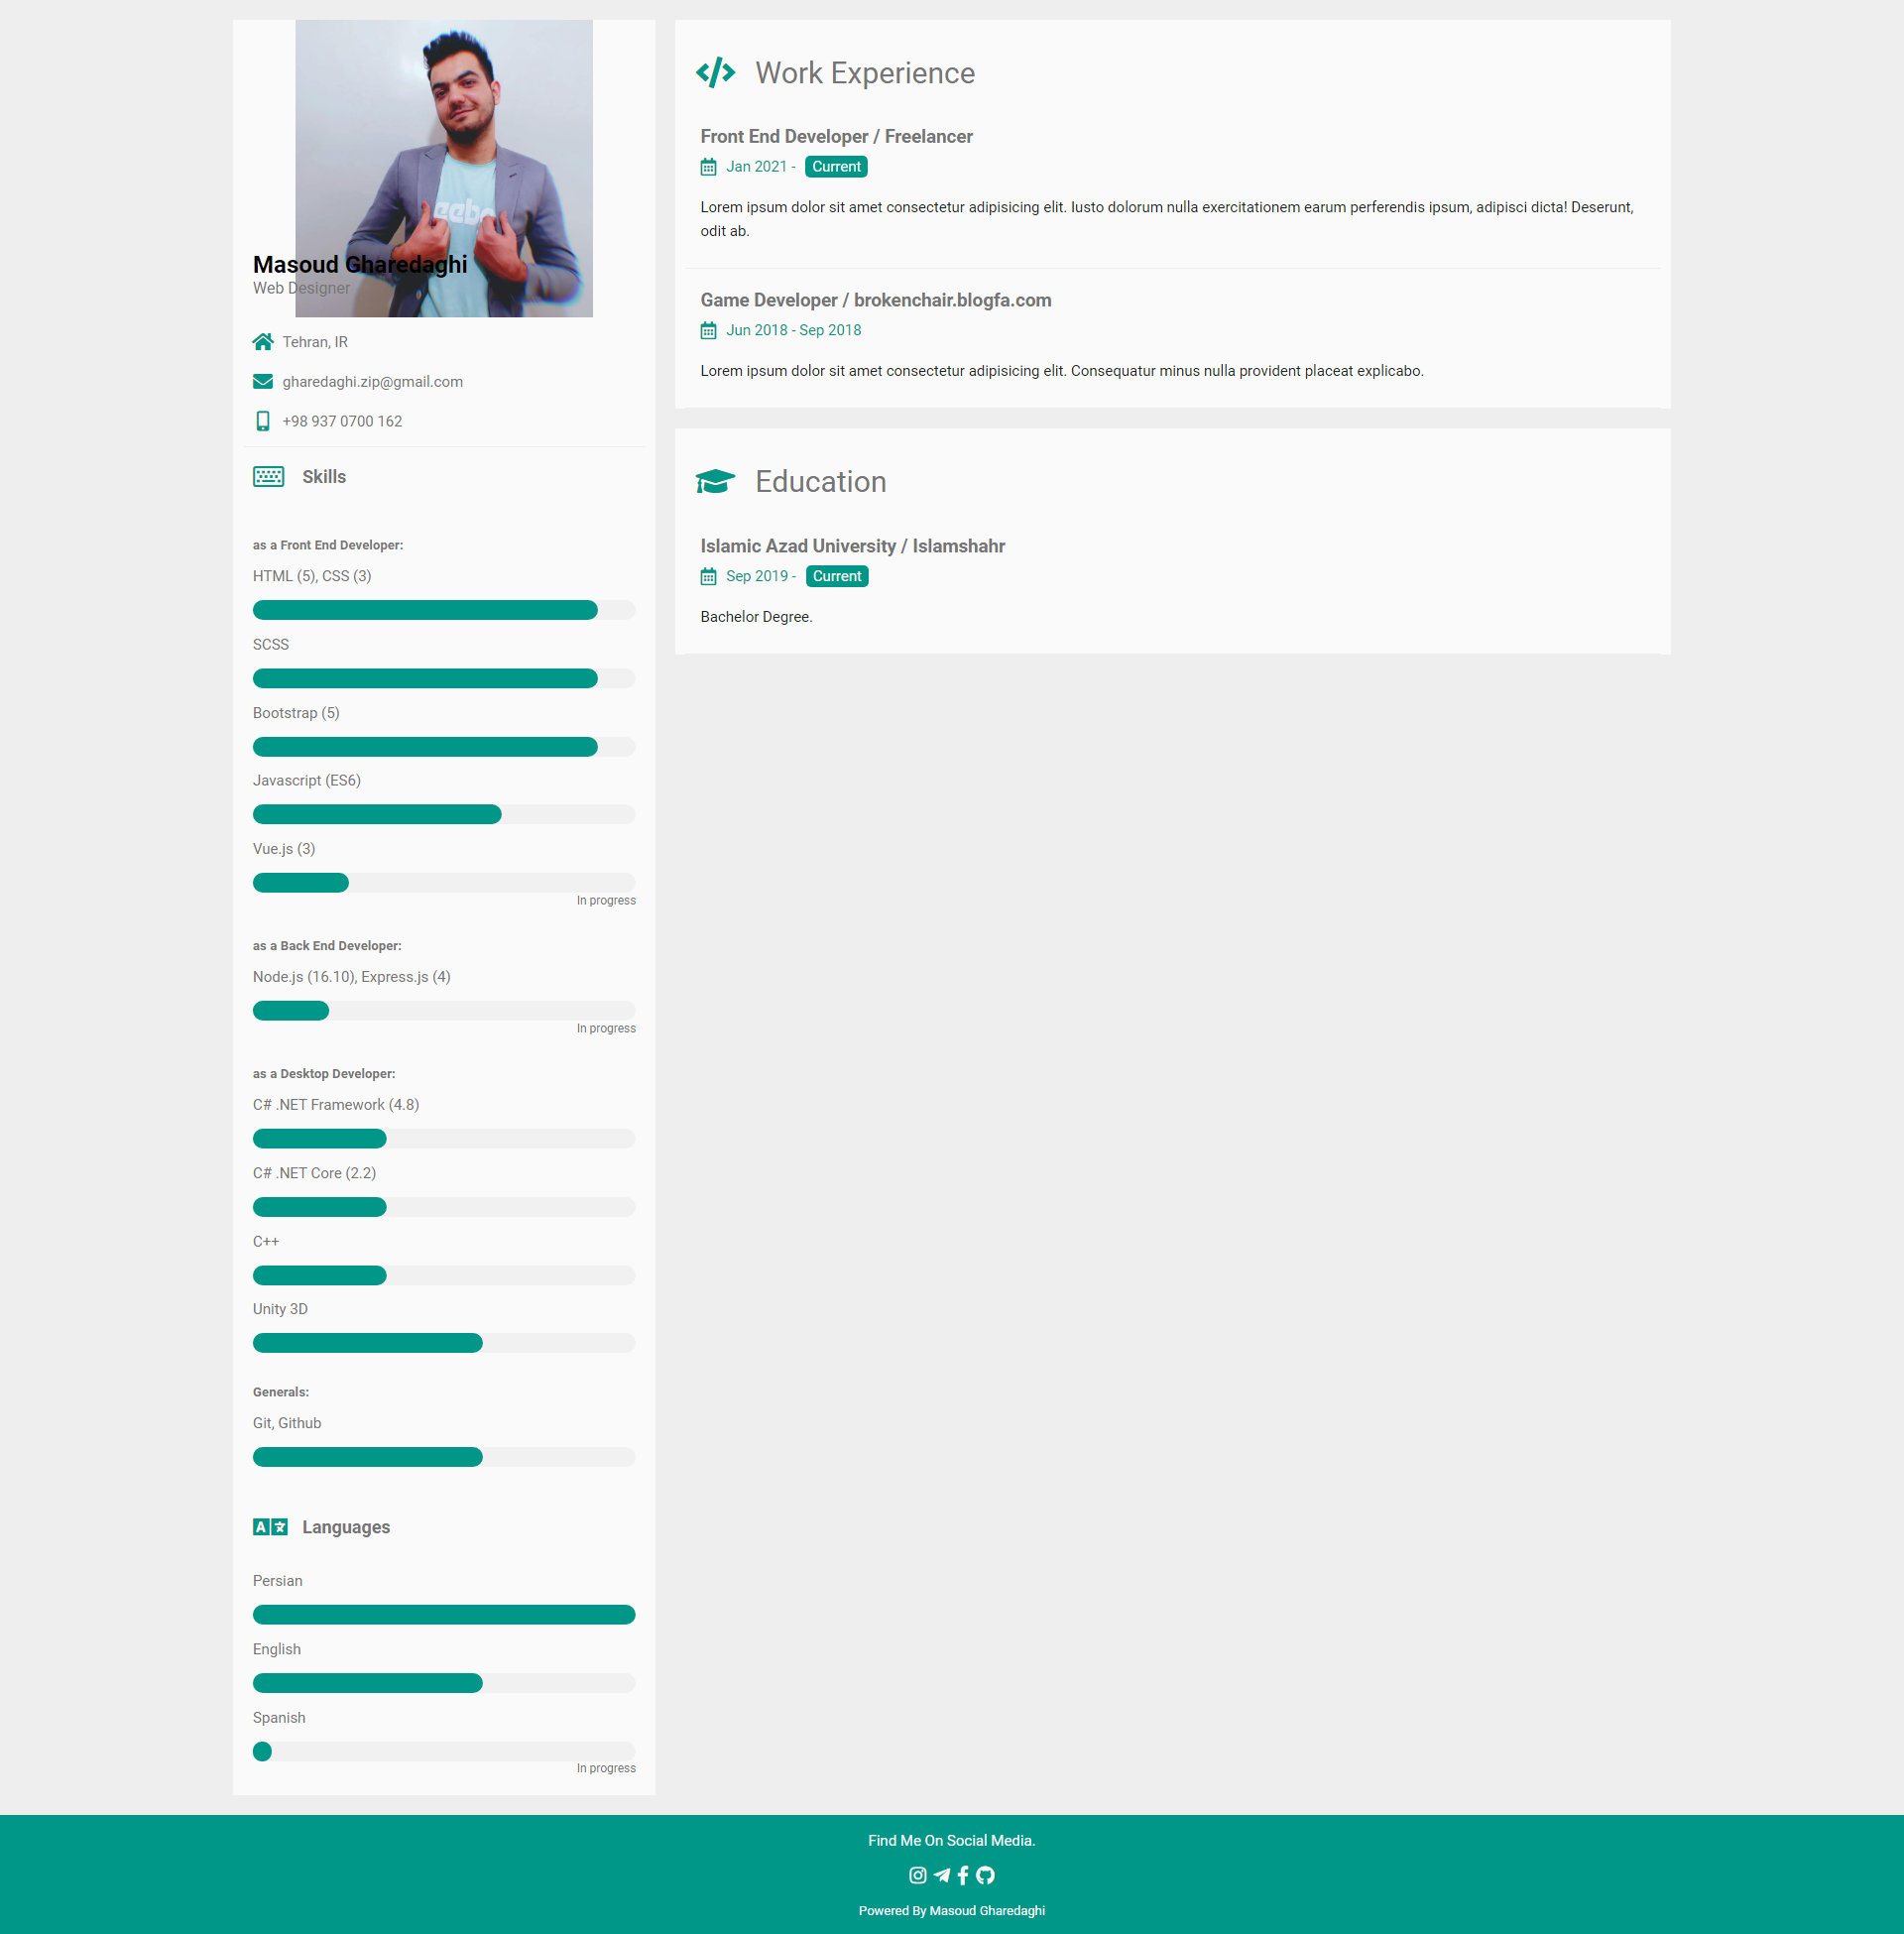 Masoud Gharedaghi
Web Designer
Tehran, IR
gharedaghi.zip@gmail.com
+98 937 0700 162
Skills
as a Front End Developer:
HTML (5), CSS (3)
SCSS
Bootstrap (5)
Javascript (ES6)
Vue.js (3)
In progress
as a Back End Developer:
Node.js (16.10), Express.js (4)
In progress
as a Desktop Developer:
C# .NET Framework (4.8)
C# .NET Core (2.2)
C++
Unity 3D
Generals:
Git, Github
Languages
Persian
English
Spanish
In progress
Work Experience
Front End Developer / Freelancer
Jan 2021 - Current
Lorem ipsum dolor sit amet consectetur adipisicing elit. Iusto dolorum nulla exercitationem earum perferendis ipsum, adipisci dicta! Deserunt,
odit ab.
Game Developer / brokenchair.blogfa.com
Jun 2018 - Sep 2018
Lorem ipsum dolor sit amet consectetur adipisicing elit. Consequatur minus nulla provident placeat explicabo.
Education
Islamic Azad University / Islamshahr
Sep 2019 - Current
Bachelor Degree.
Find Me On Social Media.
Powered By Masoud Gharedaghi